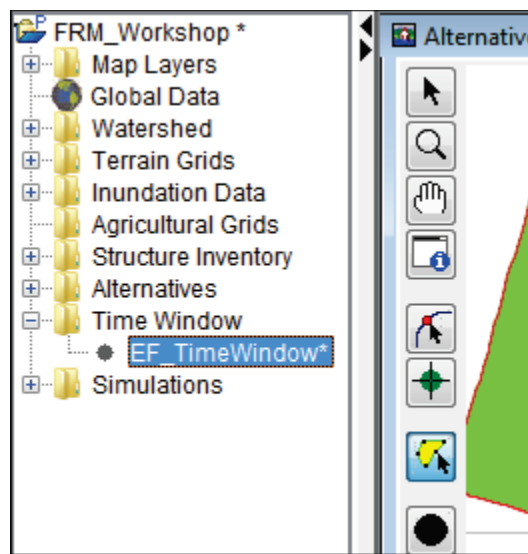 FRM_Workshop *
Map Layers
Global Data
Watershed
Terrain Grids
Inundation Data
Agricultural Grids
Structure Inventory
Alternatives
Time Window
EF_TimeWindow*
Simulations
Alternativ